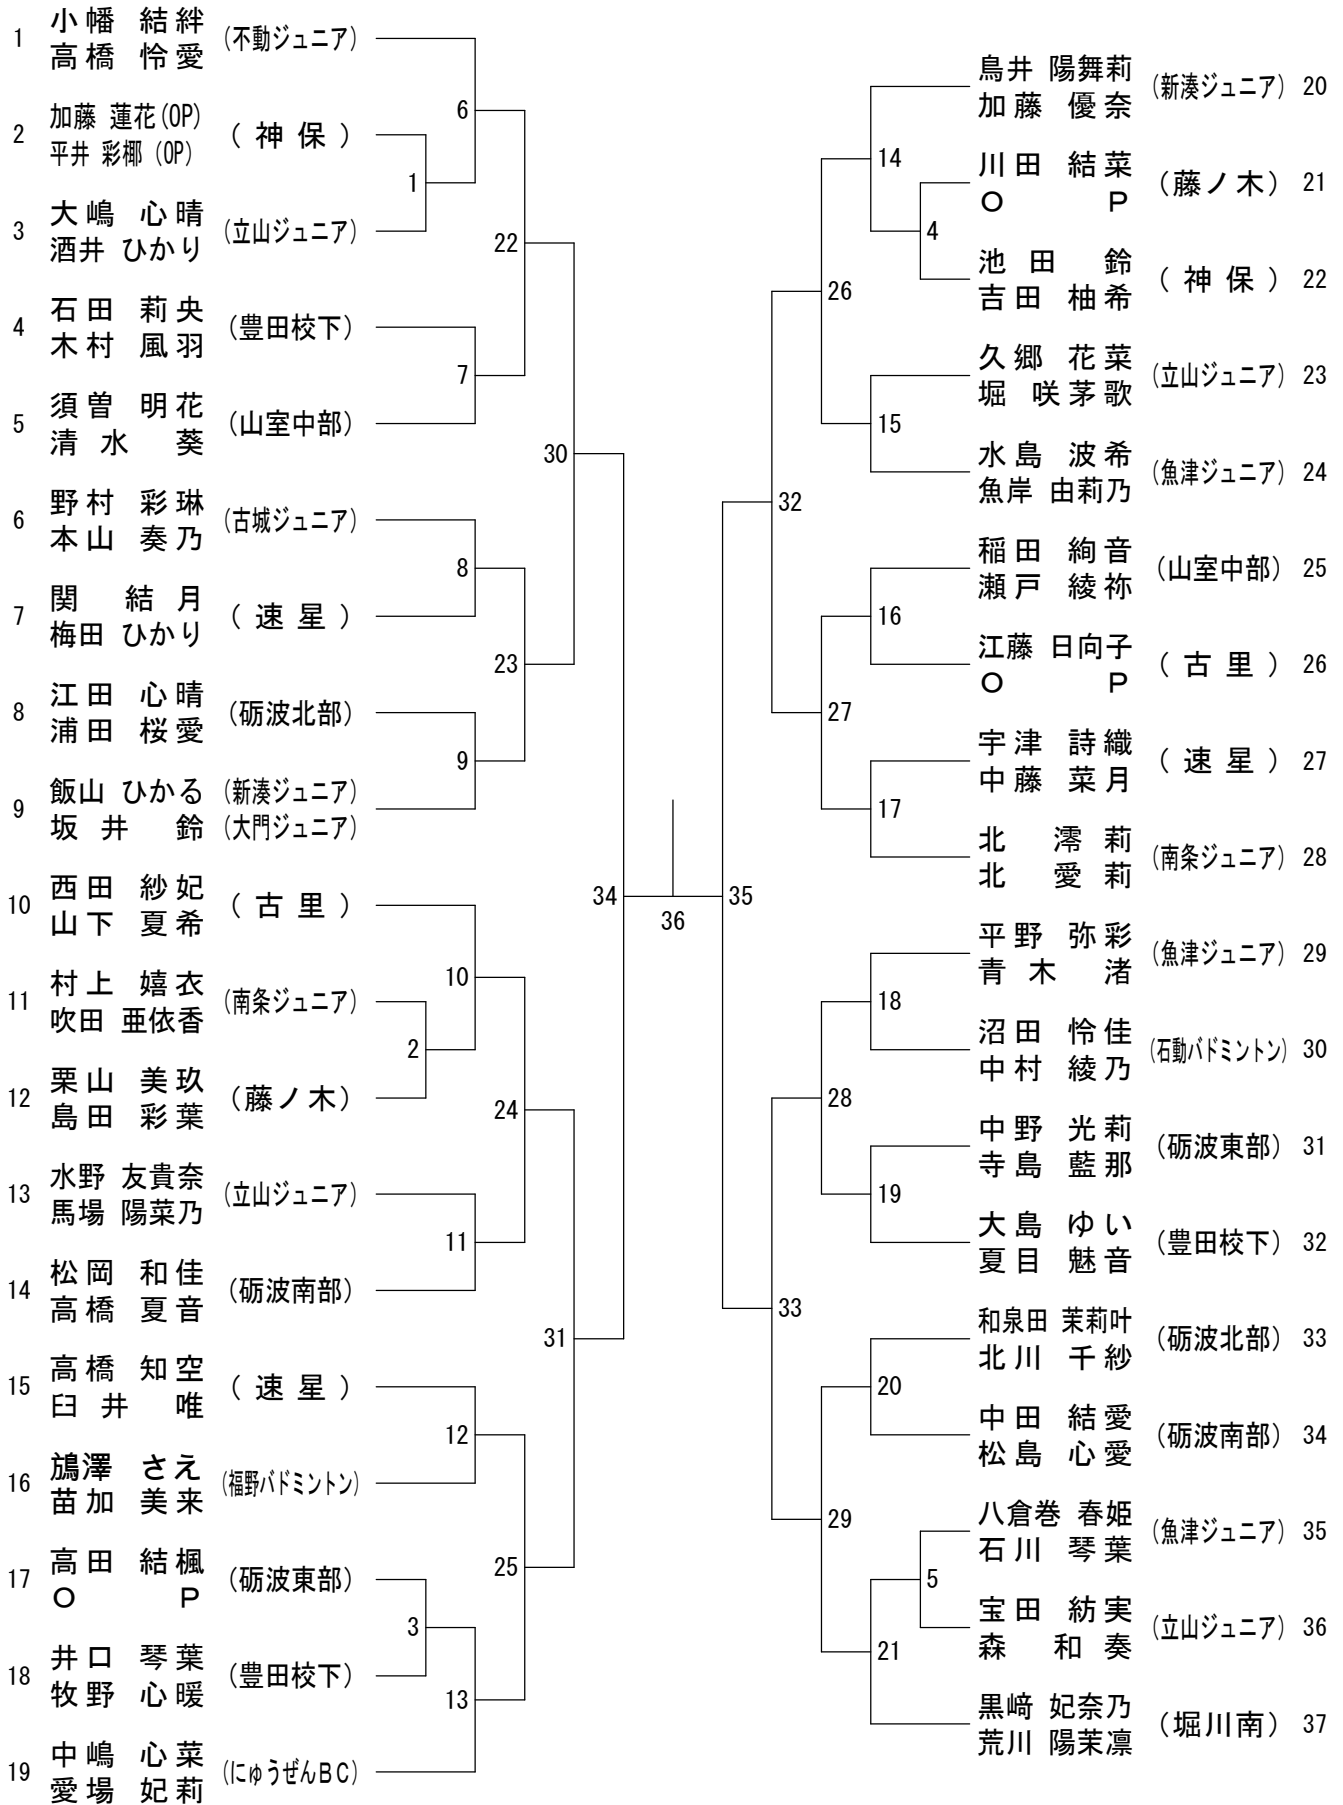 1 小幡 結絆 (不動ジュニア)
高橋 怜愛
2 加藤 蓮花(OP) (神保)
平井 彩椰(OP)
3 大嶋 心晴 (立山ジュニア)
酒井 ひかり
4 石田 莉央 (豊田校下)
木村 風羽
5 須曽 明花 (山室中部)
清水 葵
6 野村 彩琳 (古城ジュニア)
本山 奏乃
7 関 結月 (速星)
梅田 ひかり
8 江田 心晴 (砺波北部)
浦田 桜愛
9 飯山 ひかる (新湊ジュニア)
坂井 鈴 (大門ジュニア)
10 西田 紗妃 (古里)
山下 夏希
11 村上 嬉衣 (南条ジュニア)
吹田 亜依香
12 栗山 美玖 (藤ノ木)
島田 彩葉
13 水野 友貴奈 (立山ジュニア)
馬場 陽菜乃
14 松岡 和佳 (砺波南部)
高橋 夏音
15 高橋 知空 (速星)
臼井 唯
16 鴋澤 さえ (福野バドミントン)
苗加 美来
17 高田 結楓 (砺波東部)
O P
18 井口 琴葉 (豊田校下)
牧野 心暖
19 中嶋 心菜 (にゅうぜんBC)
愛場 妃莉
1
2
3
6
7
8
9
10
11
12
13
22
23
24
25
30
31
34
36
35
32
33
26
27
28
29
14
15
16
17
18
19
20
21
4
5
鳥井 陽舞莉 (新湊ジュニア) 20
加藤 優奈
川田 結菜 (藤ノ木) 21
O P
池田 鈴 (神保) 22
吉田 柚希
久郷 花菜 (立山ジュニア) 23
堀 咲茅歌
水島 波希 (魚津ジュニア) 24
魚岸 由莉乃
稲田 絢音 (山室中部) 25
瀬戸 綾祢
江藤 日向子 (古里) 26
O P
宇津 詩織 (速星) 27
中藤 菜月
北 澪莉 (南条ジュニア) 28
北 愛莉
平野 弥彩 (魚津ジュニア) 29
青木 渚
沼田 怜佳 (石動バドミントン) 30
中村 綾乃
中野 光莉 (砺波東部) 31
寺島 藍那
大島 ゆい (豊田校下) 32
夏目 魅音
和泉田 茉莉叶 (砺波北部) 33
北川 千紗
中田 結愛 (砺波南部) 34
松島 心愛
八倉巻 春姫 (魚津ジュニア) 35
石川 琴葉
宝田 紡実 (立山ジュニア) 36
森 和奏
黒﨑 妃奈乃 (堀川南) 37
荒川 陽茉凛